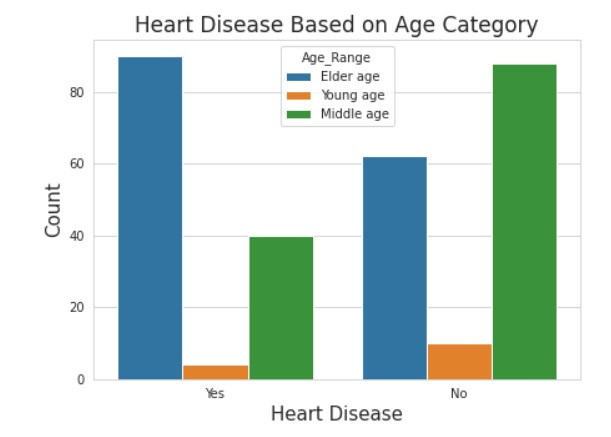 Heart Disease Based on Age Category
Age_Range
Elder age
Young age
Middle age
80
60
40
20
0
Count
Yes
No
Heart Disease